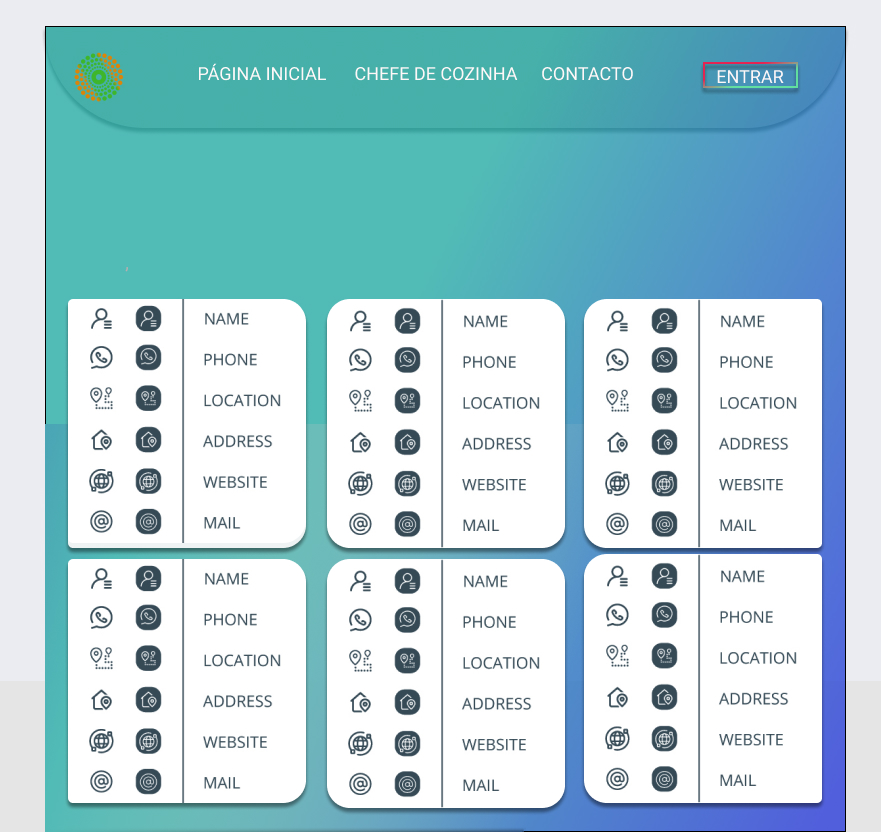 PÁGINA INICIAL CHEFE DE COZINHA CONTACTO ENTRAR
NAME
PHONE
LOCATION
ADDRESS
WEBSITE
MAIL
NAME
PHONE
LOCATION
ADDRESS
WEBSITE
MAIL
NAME
PHONE
LOCATION
ADDRESS
WEBSITE
MAIL
NAME
PHONE
LOCATION
ADDRESS
WEBSITE
MAIL
NAME
PHONE
LOCATION
ADDRESS
WEBSITE
MAIL
NAME
PHONE
LOCATION
ADDRESS
WEBSITE
MAIL